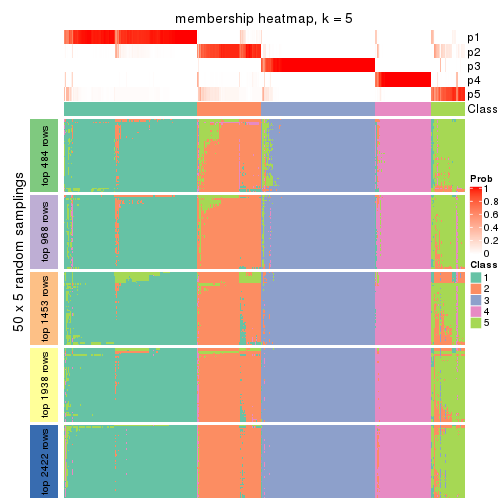 membership heatmap, k = 5
p1
p2
p3
p4
p5
Class
50 x 5 random samplings
top 484 rows
top 968 rows
top 1453 rows
top 1938 rows
top 2422 rows
Prob
1
0.8
0.6
0.4
0.2
0
Class
1
2
3
4
5